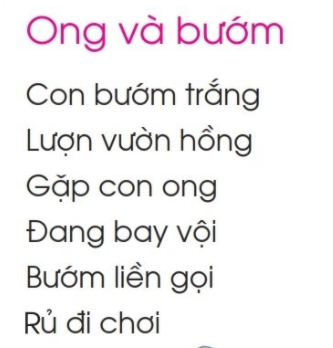 Ong và bướm
Con bướm trắng
Lượn vườn hồng
Gặp con ong
Đang bay vội
Bướm liền gọi
Rủ đi chơi